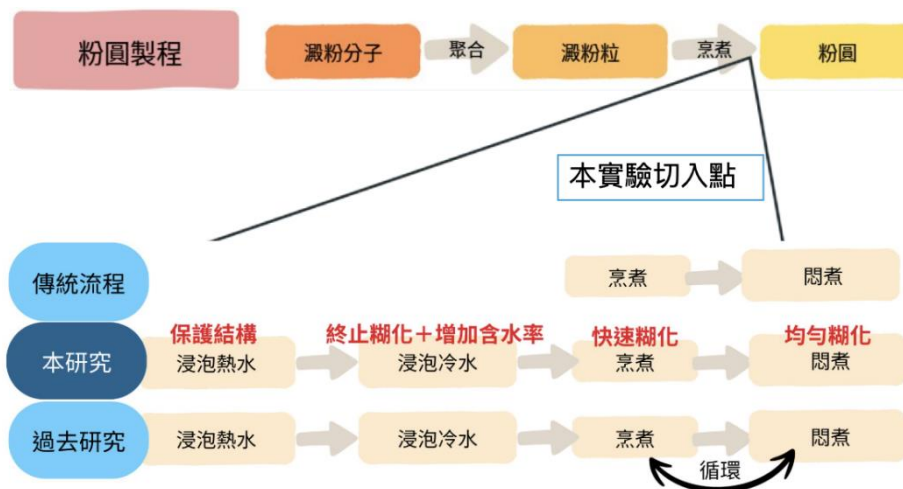 粉圓製程
澱粉分子
聚合
澱粉粒
烹煮
粉圓
本實驗切入點
傳統流程
烹煮
悶煮
保護結構
終止糊化＋增加含水率
快速糊化
均勻糊化
本研究
浸泡熱水
浸泡冷水
烹煮
悶煮
過去研究
浸泡熱水
浸泡冷水
烹煮
悶煮
循環